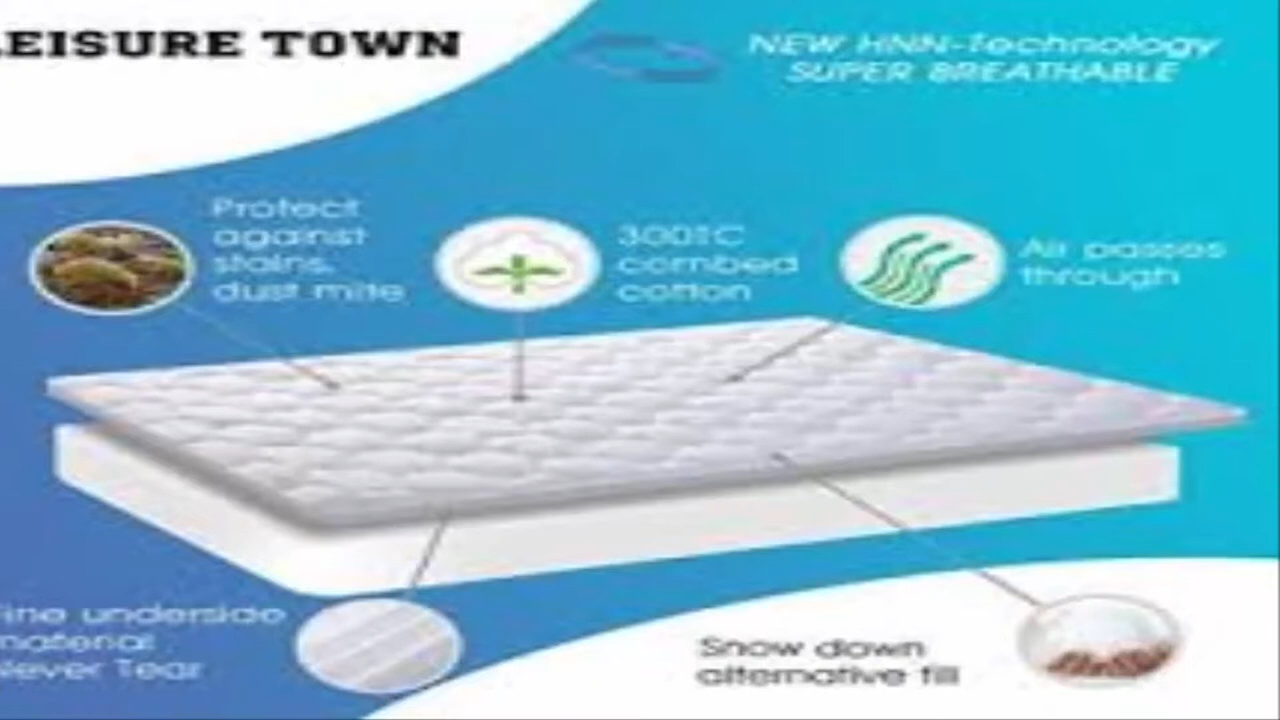 LEISURE TOWN
NEW HNN-Technology
SUPER BREATHABLE
Protect
against
stains,
dust mite
300TC
combed
cotton
Air passes
through
Fine underside
material
Never Tear
Snow down
alternative fill